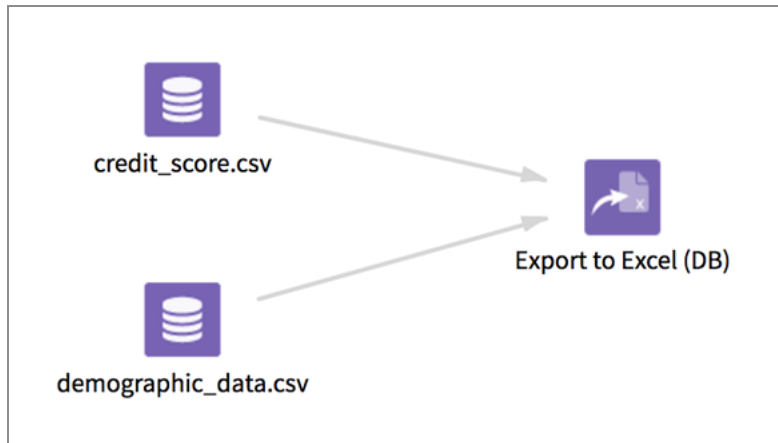 credit_score.csv
Export to Excel (DB)
demographic_data.csv
X